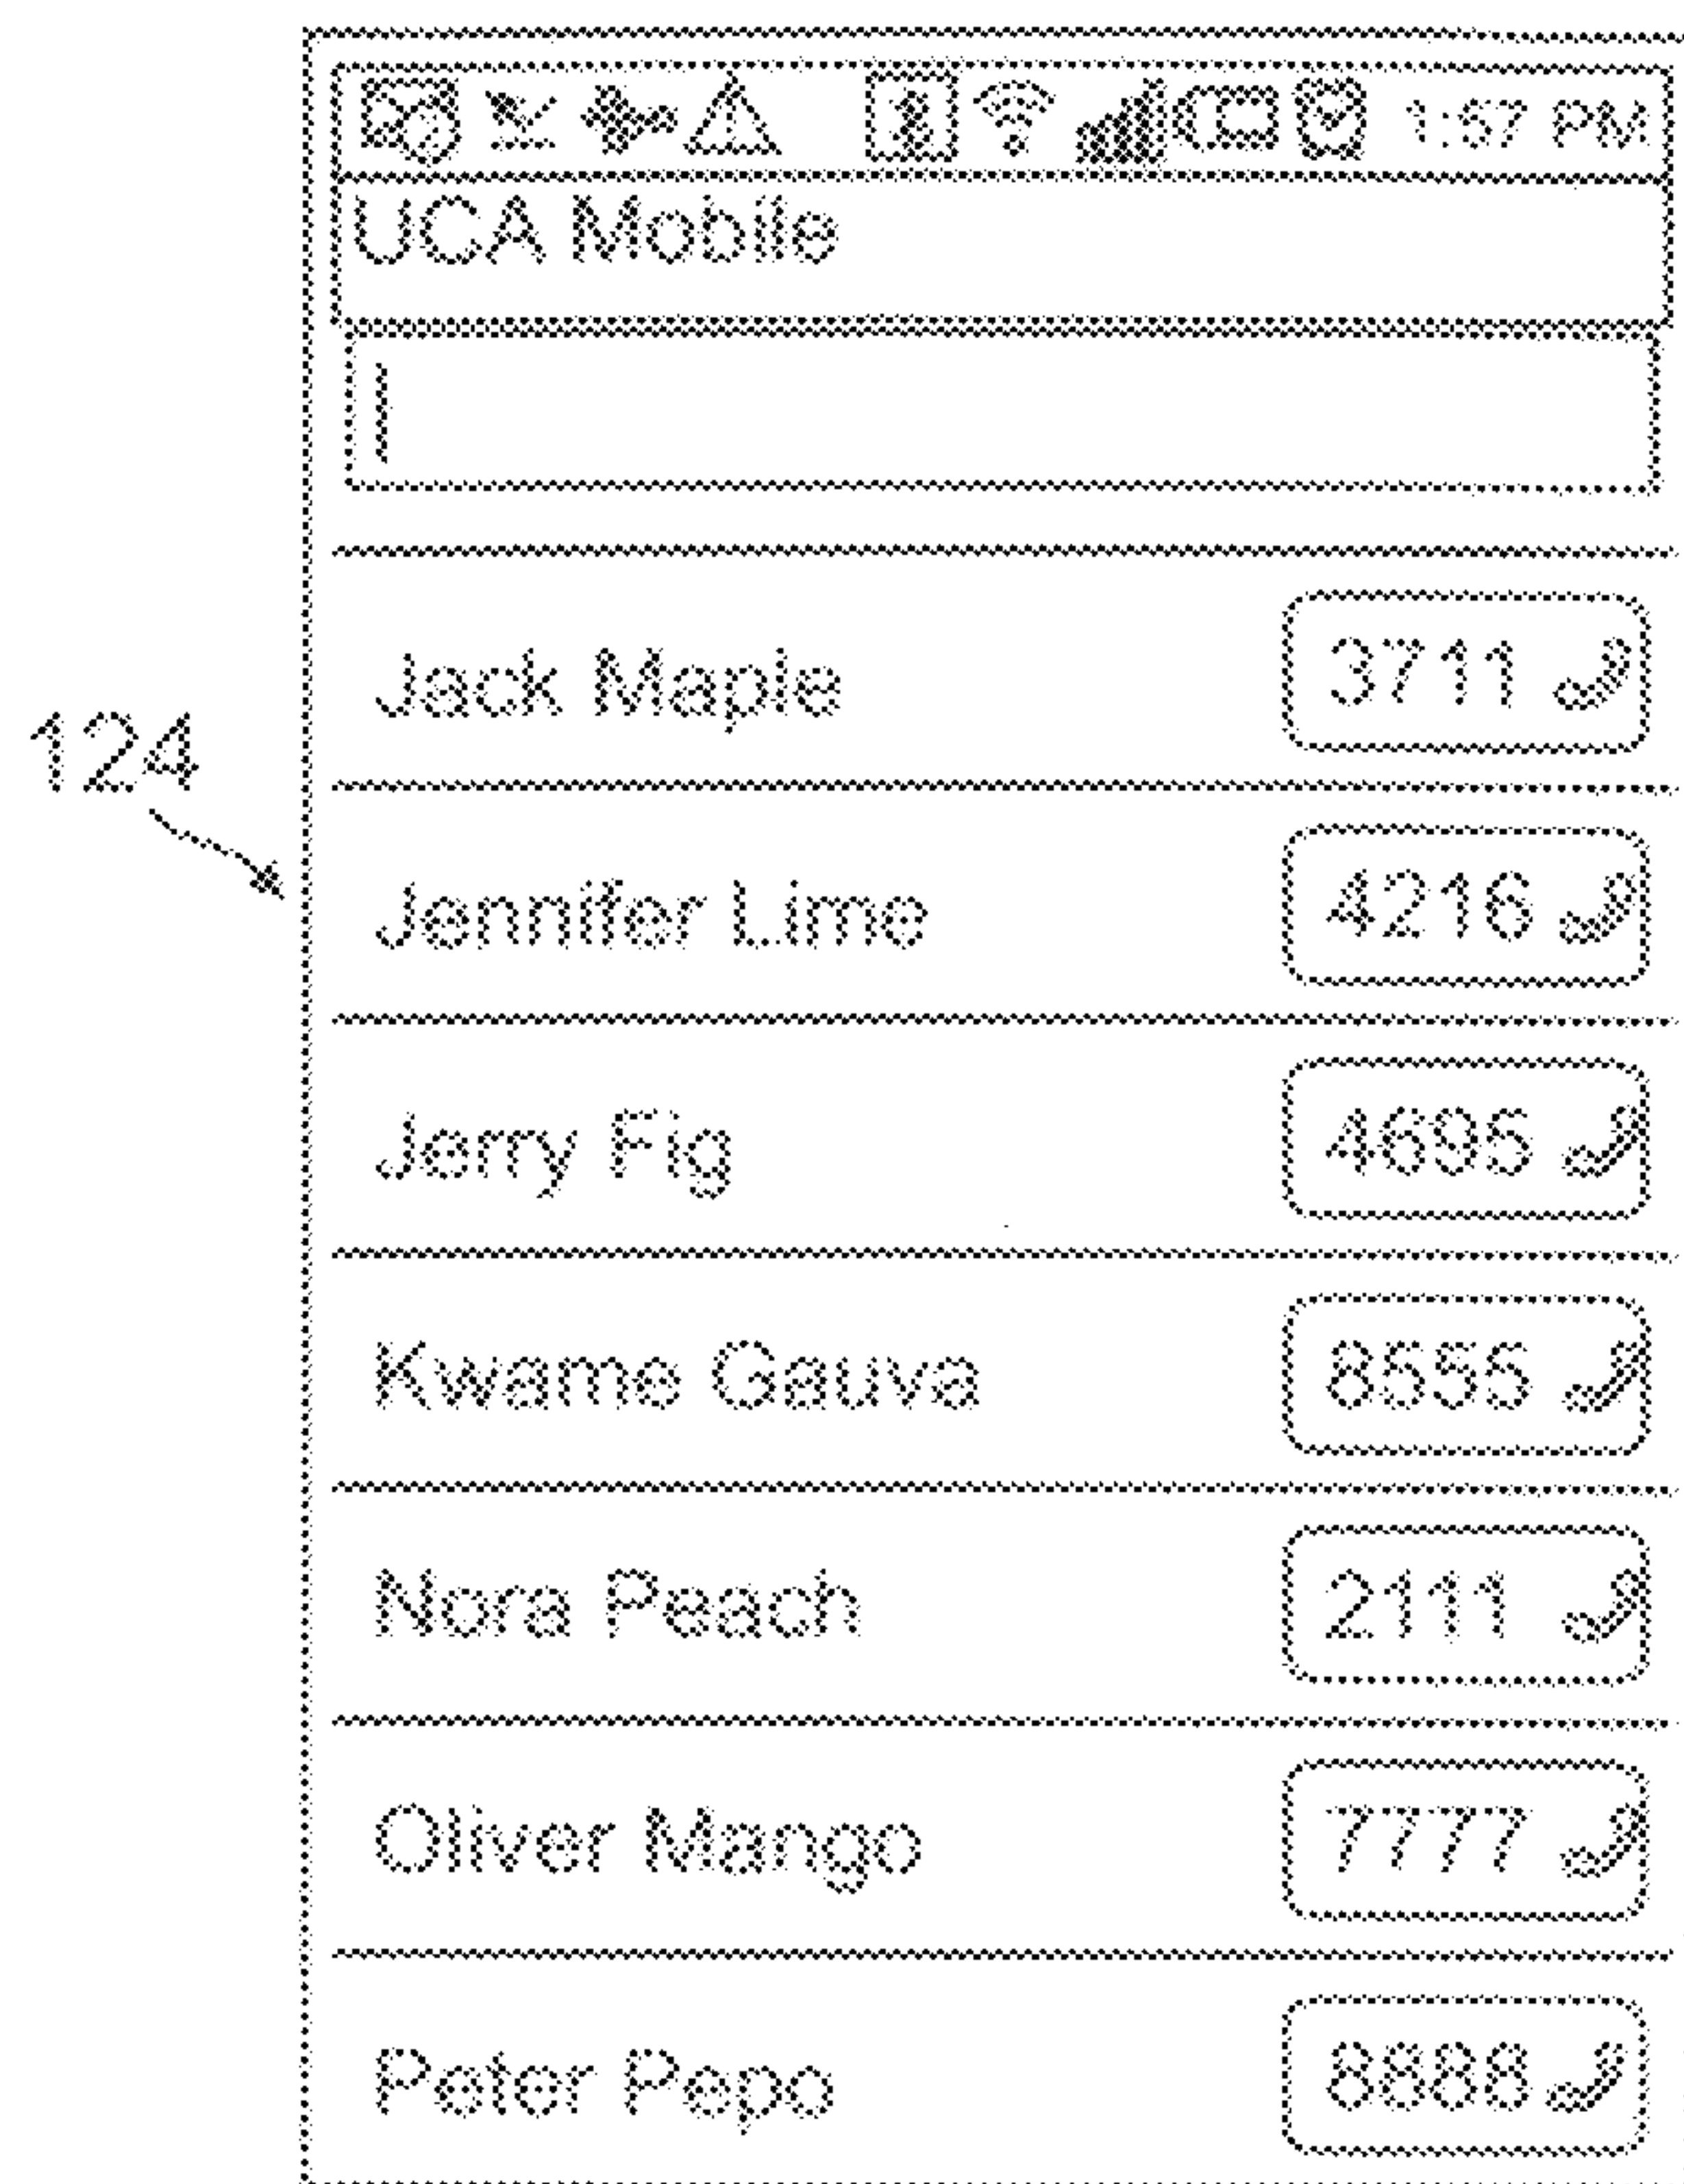 1:57 PM
UCA Mobile
Jack Maple 3711
124
Jennifer Lime 4216
Jerry Fig 4695
Kwame Gauva 8555
Nora Peach 2111
Oliver Mango 7777
Peter Pepo 8888